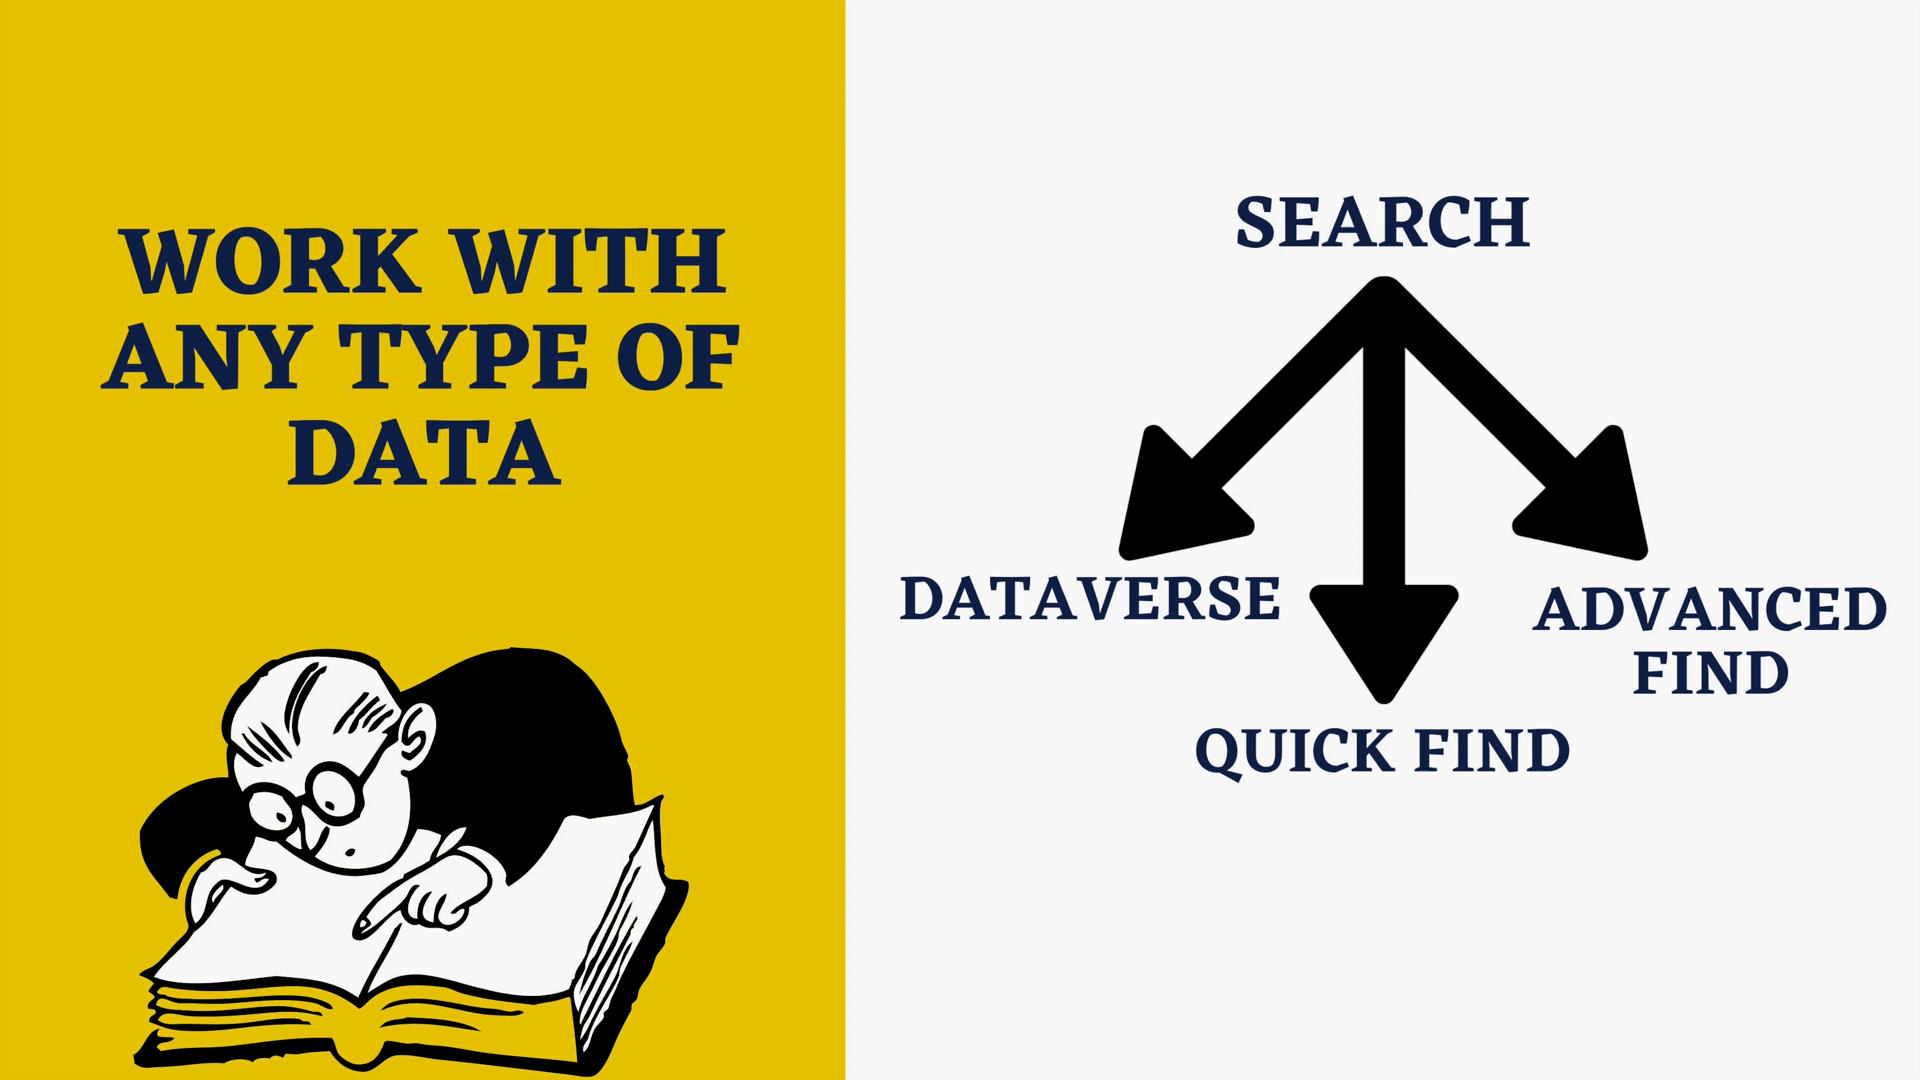 WORK WITH
ANY TYPE OF
DATA
SEARCH
DATAVERSE
ADVANCED
FIND
QUICK FIND